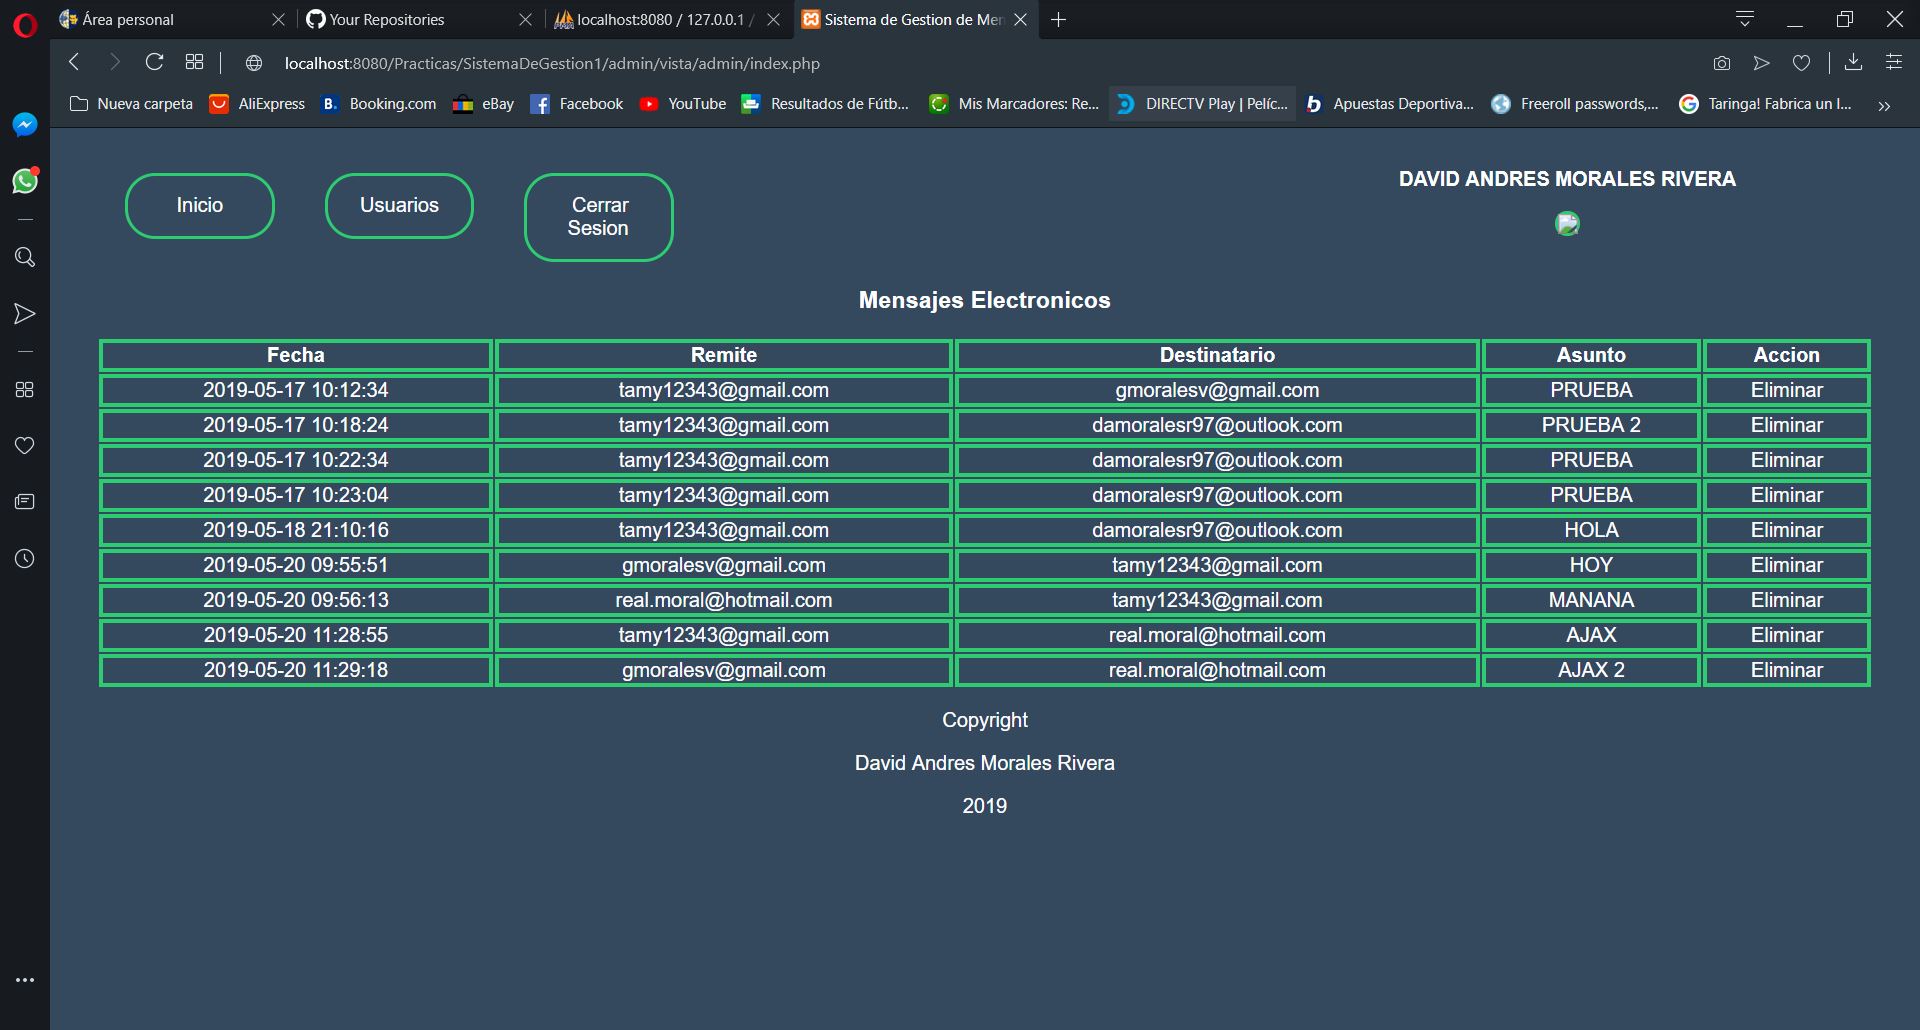 Área personal
Your Repositories
localhost:8080 / 127.0.0.1 /
Sistema de Gestion de Men
localhost:8080/Practicas/SistemaDeGestion1/admin/vista/admin/index.php
Nueva carpeta AliExpress B. Booking.com eBay Facebook YouTube Resultados de Fútb... Mis Marcadores: Re... DIRECTV Play | Pelíc... Apuestas Deportiva... Freeroll passwords,... Taringa! Fabrica un I... »
DAVID ANDRES MORALES RIVERA
Inicio
Usuarios
Cerrar
Sesion
Mensajes Electronicos
Fecha Remite Destinatario Asunto Accion
2019-05-17 10:12:34 tamy12343@gmail.com gmoralesv@gmail.com PRUEBA Eliminar
2019-05-17 10:18:24 tamy12343@gmail.com damoralesr97@outlook.com PRUEBA 2 Eliminar
2019-05-17 10:22:34 tamy12343@gmail.com damoralesr97@outlook.com PRUEBA Eliminar
2019-05-17 10:23:04 tamy12343@gmail.com damoralesr97@outlook.com PRUEBA Eliminar
2019-05-18 21:10:16 tamy12343@gmail.com damoralesr97@outlook.com HOLA Eliminar
2019-05-20 09:55:51 gmoralesv@gmail.com tamy12343@gmail.com HOY Eliminar
2019-05-20 09:56:13 real.moral@hotmail.com tamy12343@gmail.com MANANA Eliminar
2019-05-20 11:28:55 tamy12343@gmail.com real.moral@hotmail.com AJAX Eliminar
2019-05-20 11:29:18 gmoralesv@gmail.com real.moral@hotmail.com AJAX 2 Eliminar
Copyright
David Andres Morales Rivera
2019